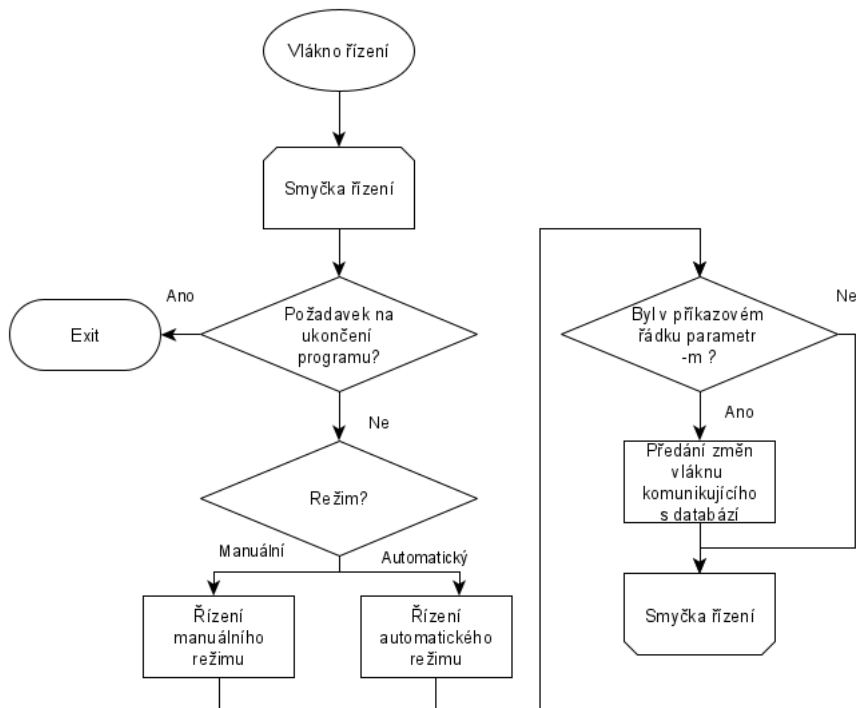 Vlákno řízení
Smyčka řízení
Ano
Požadavek na
ukončení
programu?
Exit
Ne
Režim?
Manuální
Automatický
Řízení
manuálního
režimu
Řízení
automatického
režimu
Byl v příkazovém
řádku parametr
-m ?
Ne
Ano
Předání změn
vláknu
komunikujícího
s databází
Smyčka řízení